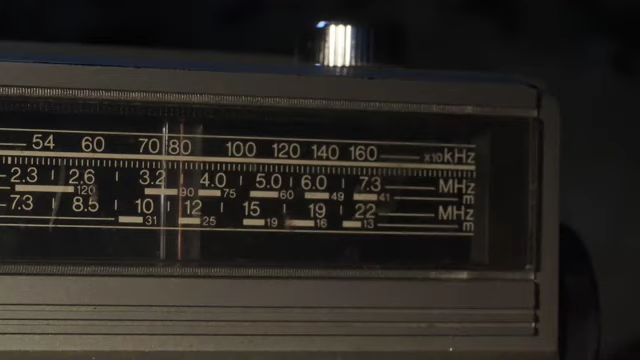 54 60 70 80 100 120 140 160 x10kHz
2.3 2.6 3.2 4.0 5.0 6.0 7.3 MHz
120 90 75 60 49 41 m
7.3 8.5 10 12 15 19 22 MHz
31 25 19 16 13 m